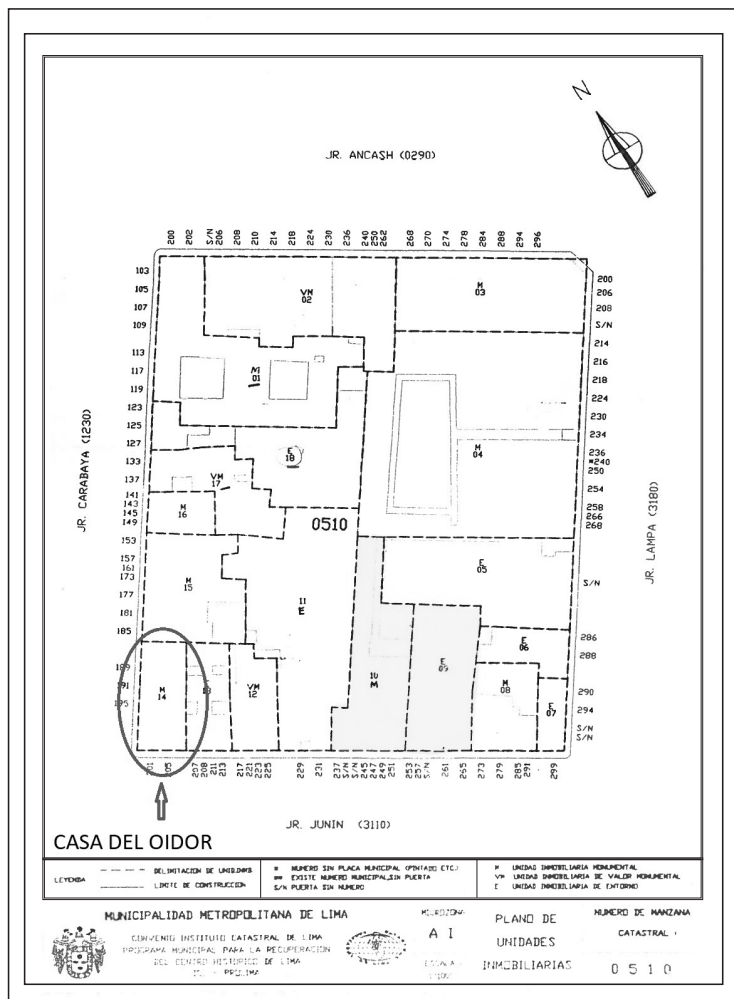 N
JR. ANCASH (0290)
200 202 S/N 206 208 210 214 218 224 230 236 240 250 262 268 270 274 278 284 288 294 296
103
105
107
109
113
117
119
123
125
127
133
137
141
143
145
149
153
157
161
173
177
181
185
189
191
195
JR. CARABAYA (1230)
VM
02
M
03
M
01
E
18
M
04
VM
17
M
16
0510
M
15
11
E
E
05
E
06
M
14
13
VM
12
10
M
E
09
M
08
E
07
200
206
208
S/N
214
216
218
224
230
234
236
*240
250
254
258
266
268
S/N
286
288
290
294
S/N
S/N
JR. LAMPA (3180)
201 205 207 208 211 213 217 221 223 225 229 231 237 S/N S/N 245 247 249 251 253 257 S/N 261 265 273 279 285 291 299
JR. JUNIN (3110)
CASA DEL OIDOR
LEYENDA
DELIMITACION DE UNIDADES
LIMITE DE CONSTRUCCION
* NUMERO SIN PLACA MUNICIPAL (PINTADO ETC.)
** EXISTE NUMERO MUNICIPAL,SIN PUERTA
S/N PUERTA SIN NUMERO
M UNIDAD INMOBILIARIA MONUMENTAL
VM UNIDAD INMOBILIARIA DE VALOR MONUMENTAL
E UNIDAD INMOBILIARIA DE ENTORNO
MUNICIPALIDAD METROPOLITANA DE LIMA
CONVENIO INSTITUTO CATASTRAL DE LIMA
PROGRAMA MUNICIPAL PARA LA RECUPERACION
DEL CENTRO HISTORICO DE LIMA
PROLIMA
MICROZONA
A I
ESCALA
PLANO DE
UNIDADES
INMOBILIARIAS
NUMERO DE MANZANA
CATASTRAL :
0 5 1 0